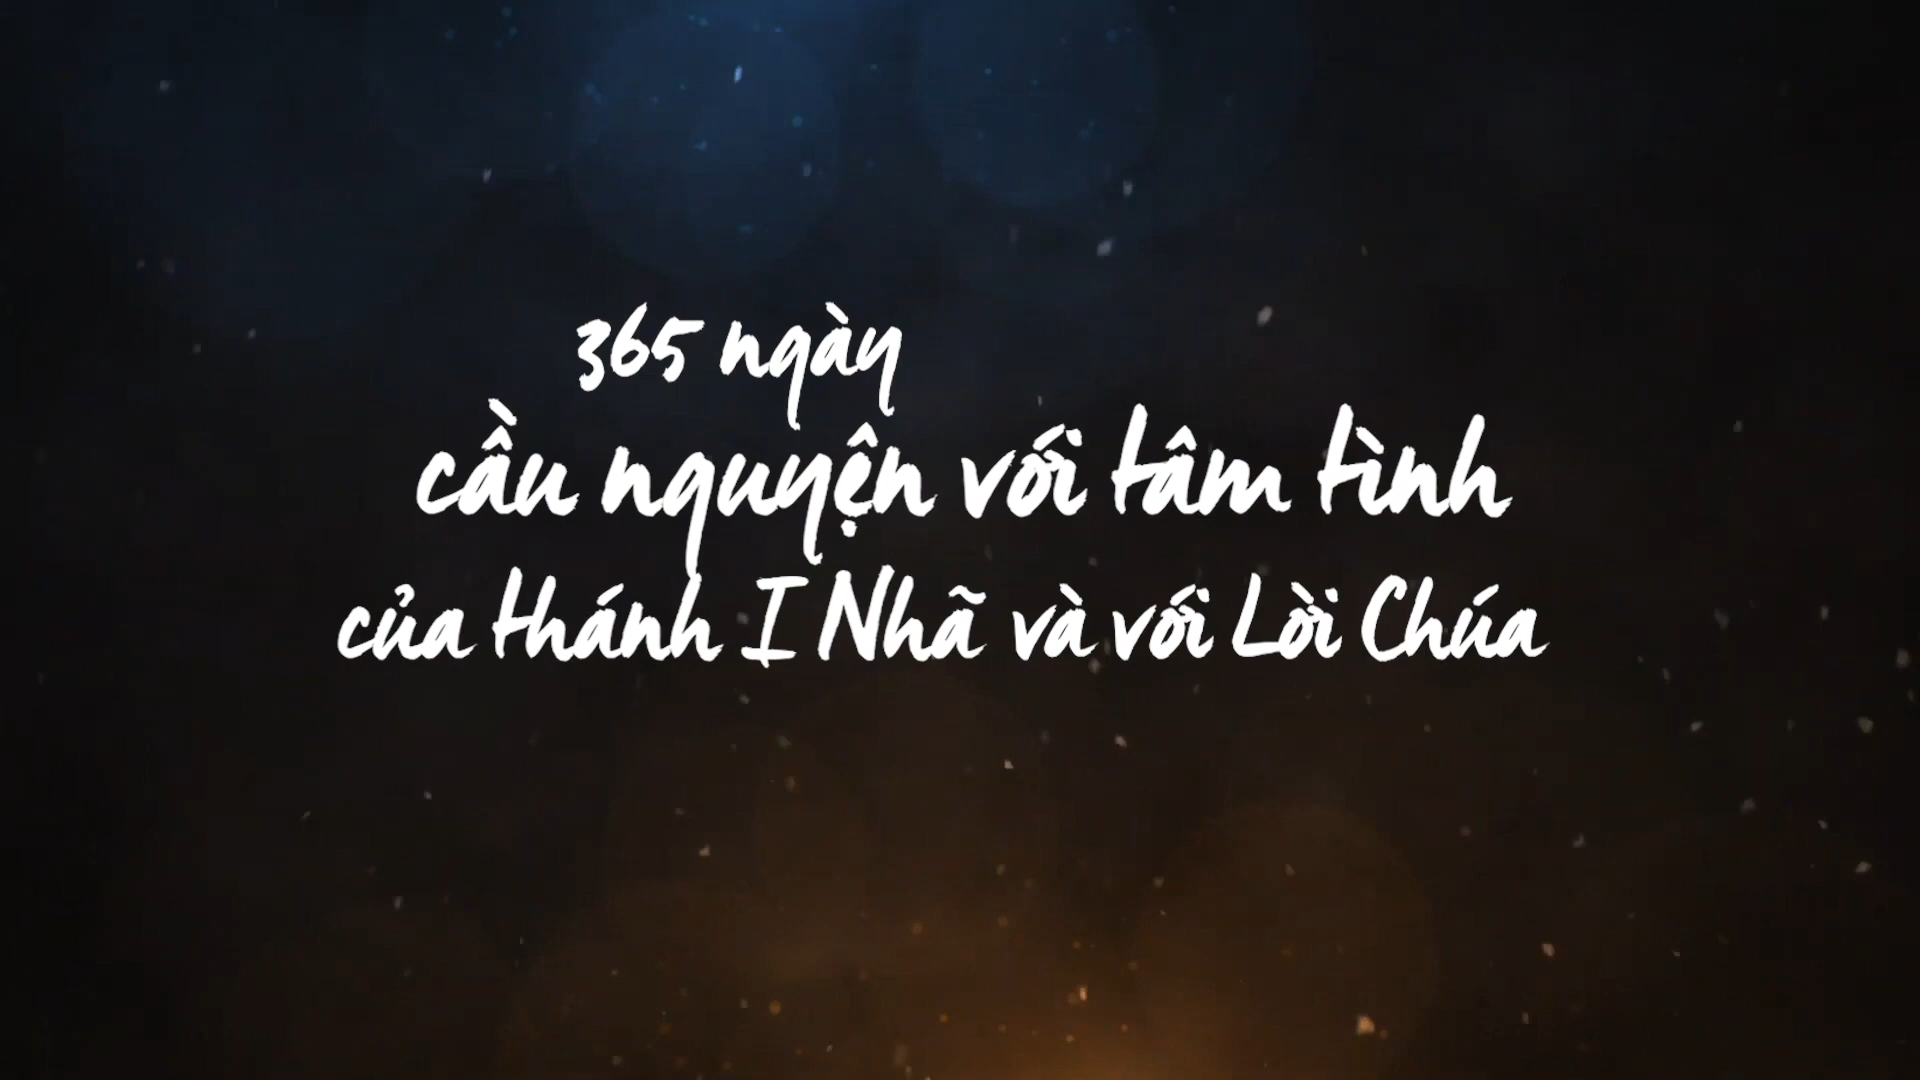 365 ngày
cầu nguyện với tâm tình
của thánh I Nhã và với Lời Chúa